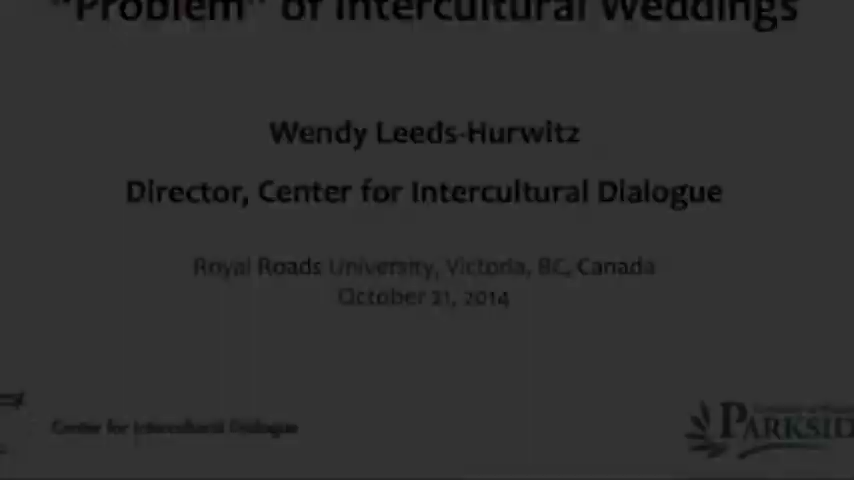 "Problem" of Intercultural Weddings
Wendy Leeds-Hurwitz
Director, Center for Intercultural Dialogue
Royal Roads University, Victoria, BC, Canada
October 21, 2014
Center for Intercultural Dialogue
PARKSID